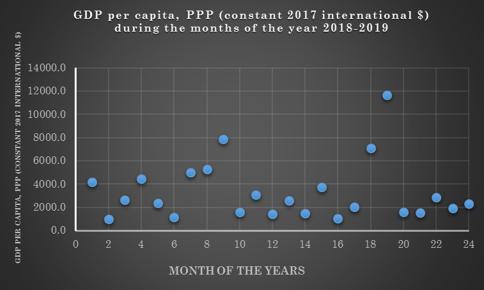 GDP per capita, PPP (constant 2017 international $)
during the months of the year 2018-2019
GDP PER CAPITA, PPP (CONSTANT 2017 INTERNATIONAL $)
14000.0
12000.0
10000.0
8000.0
6000.0
4000.0
2000.0
0.0
0 2 4 6 8 10 12 14 16 18 20 22 24
MONTH OF THE YEARS